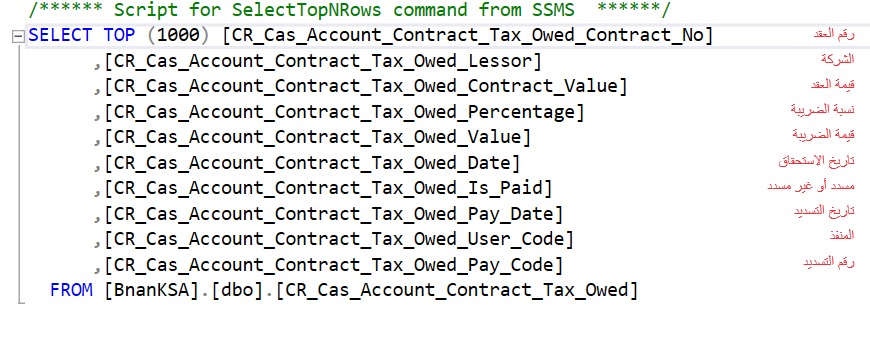 /****** Script for SelectTopNRows command from SSMS  ******/
SELECT TOP (1000) [CR_Cas_Account_Contract_Tax_Owed_Contract_No] رقم العقد
,[CR_Cas_Account_Contract_Tax_Owed_Lessor] الشركة
,[CR_Cas_Account_Contract_Tax_Owed_Contract_Value] قيمة العقد
,[CR_Cas_Account_Contract_Tax_Owed_Percentage] نسبة الضريبة
,[CR_Cas_Account_Contract_Tax_Owed_Value] قيمة الضريبة
,[CR_Cas_Account_Contract_Tax_Owed_Date] تاريخ الاستحقاق
,[CR_Cas_Account_Contract_Tax_Owed_Is_Paid] مسدد أو غير مسدد
,[CR_Cas_Account_Contract_Tax_Owed_Pay_Date] تاريخ التسديد
,[CR_Cas_Account_Contract_Tax_Owed_User_Code] المنفذ
,[CR_Cas_Account_Contract_Tax_Owed_Pay_Code] رقم التسديد
FROM [BnanKSA].[dbo].[CR_Cas_Account_Contract_Tax_Owed]